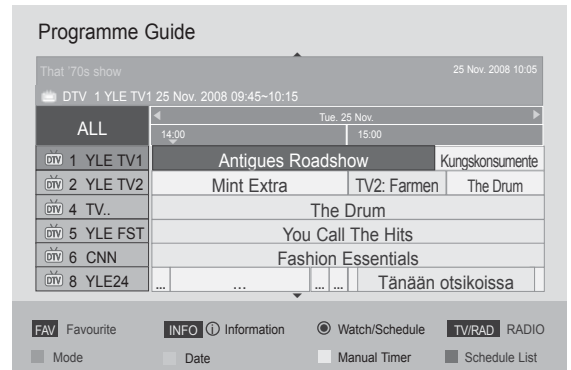 Programme Guide
That '70s show 25 Nov. 2008 10:05
DTV 1 YLE TV1 25 Nov. 2008 09:45~10:15
ALL Tue. 25 Nov.
14:00 15:00
DTV 1 YLE TV1 Antigues Roadshow Kungskonsumente
DTV 2 YLE TV2 Mint Extra TV2: Farmen The Drum
DTV 4 TV.. The Drum
DTV 5 YLE FST You Call The Hits
DTV 6 CNN Fashion Essentials
DTV 8 YLE24 ... ... ... ... Tänään otsikoissa
FAV Favourite INFO ⓘ Information ◉ Watch/Schedule TV/RAD RADIO
Mode Date Manual Timer Schedule List